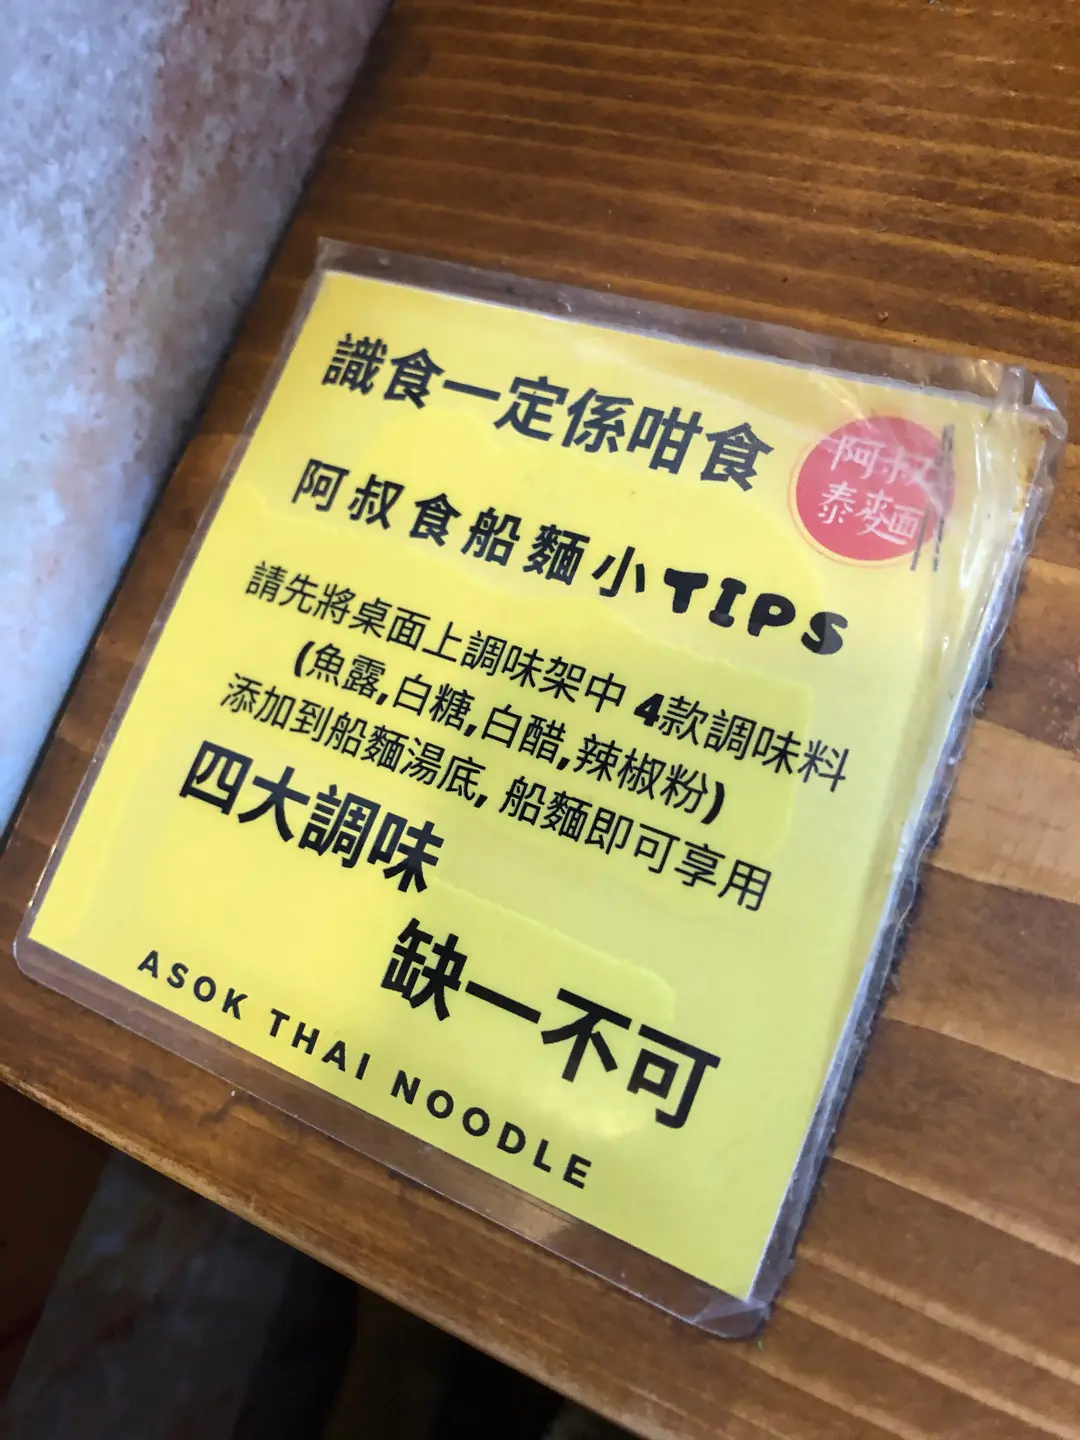 識食一定係咁食
阿叔
泰麵
阿叔食船麵小TIPS
請先將桌面上調味架中 4款調味料
(魚露,白糖,白醋,辣椒粉)
添加到船麵湯底, 船麵即可享用
四大調味
缺一不可
ASOK THAI NOODLE